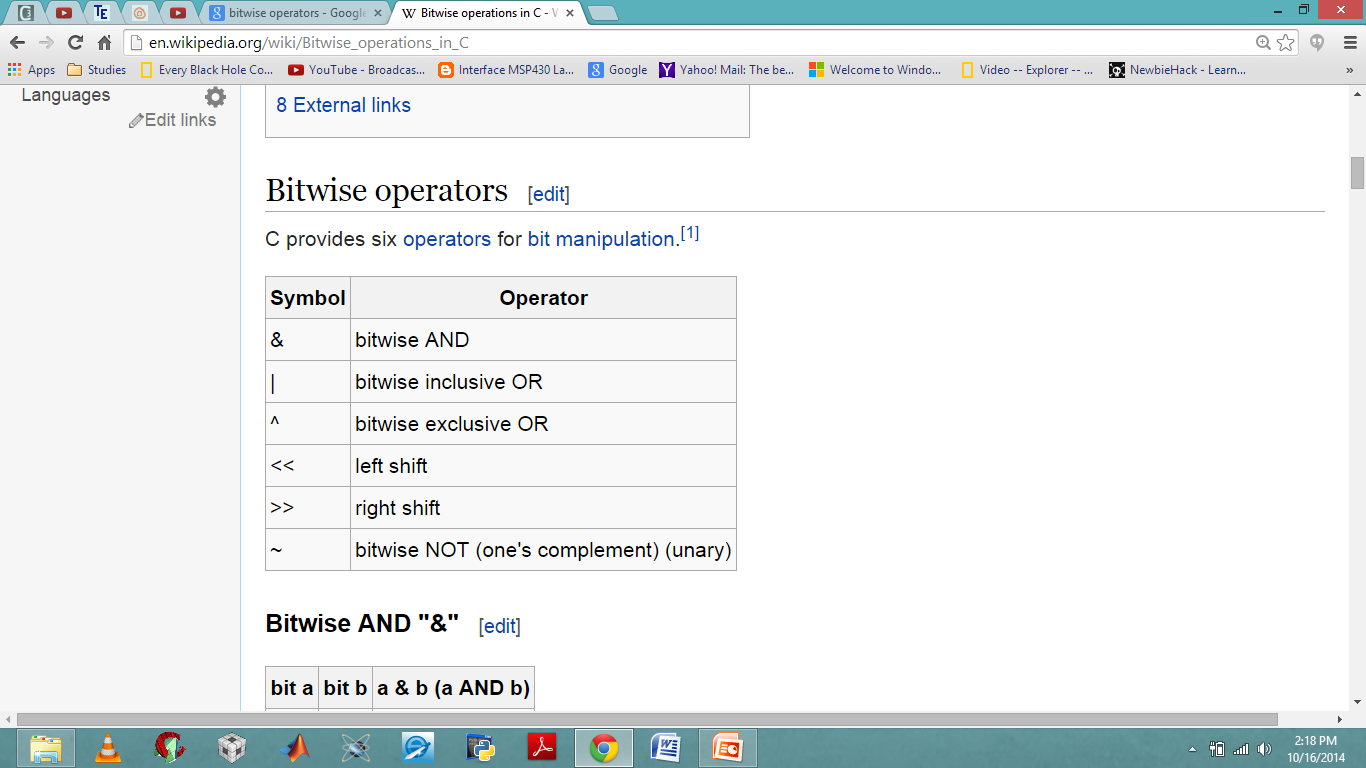 TE
bitwise operators - Google
W Bitwise operations in C - W
en.wikipedia.org/wiki/Bitwise_operations_in_C
Apps Studies Every Black Hole Co... YouTube - Broadcas... Interface MSP430 La... Google Yahoo! Mail: The be... Welcome to Windo... Video -- Explorer -- ... NewbieHack - Learn... »
Languages
Edit links
8 External links
Bitwise operators [edit]
C provides six operators for bit manipulation.[1]
Symbol Operator
& bitwise AND
| bitwise inclusive OR
^ bitwise exclusive OR
<< left shift
>> right shift
~ bitwise NOT (one's complement) (unary)
Bitwise AND "&" [edit]
bit a bit b a & b (a AND b)
2:18 PM
10/16/2014